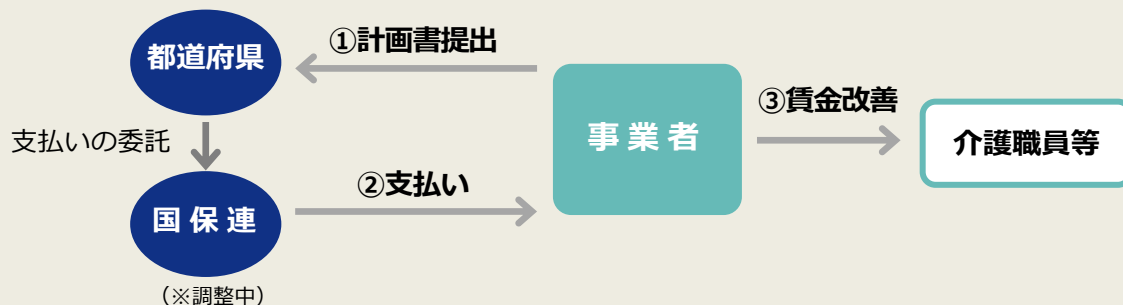 ①計画書提出
都道府県
③賃金改善
事業者
介護職員等
支払いの委託
②支払い
国保連
（※調整中）